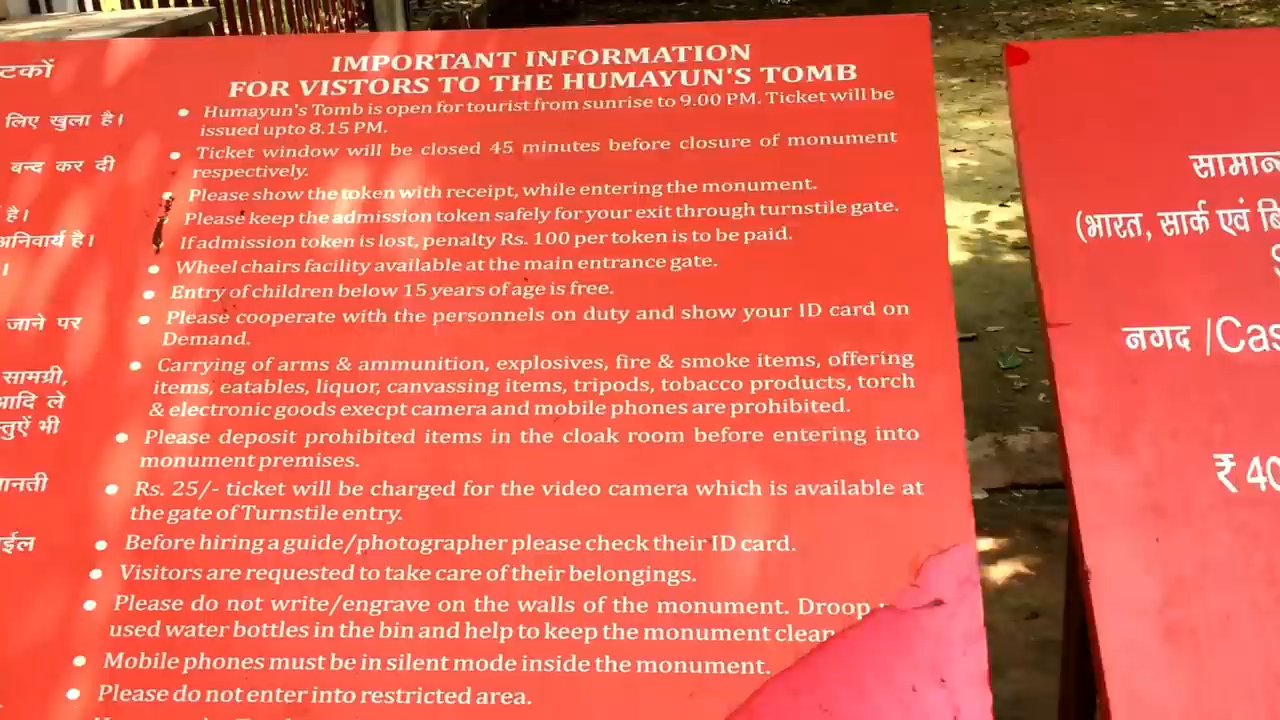 टकों
लिए खुला है।
बन्द कर दी
है।
अनिवार्य है।
।
जाने पर
सामग्री,
आदि ले
तुऐं भी
ानती
ईल
IMPORTANT INFORMATION
FOR VISTORS TO THE HUMAYUN'S TOMB
• Humayun's Tomb is open for tourist from sunrise to 9.00 PM. Ticket will be
issued upto 8.15 PM.
• Ticket window will be closed 45 minutes before closure of monument
respectively.
• Please show the token with receipt, while entering the monument.
Please keep the admission token safely for your exit through turnstile gate.
• If admission token is lost, penalty Rs. 100 per token is to be paid.
• Wheel chairs facility available at the main entrance gate.
• Entry of children below 15 years of age is free.
• Please cooperate with the personnels on duty and show your ID card on
Demand.
• Carrying of arms & ammunition, explosives, fire & smoke items, offering
items, eatables, liquor, canvassing items, tripods, tobacco products, torch
& electronic goods execpt camera and mobile phones are prohibited.
• Please deposit prohibited items in the cloak room before entering into
monument premises.
• Rs. 25/- ticket will be charged for the video camera which is available at
the gate of Turnstile entry.
• Before hiring a guide/photographer please check their ID card.
• Visitors are requested to take care of their belongings.
• Please do not write/engrave on the walls of the monument. Droop
used water bottles in the bin and help to keep the monument clean
• Mobile phones must be in silent mode inside the monument.
• Please do not enter into restricted area.
सामान्
(भारत, सार्क एवं बि
S
नगद /Cas
₹ 40